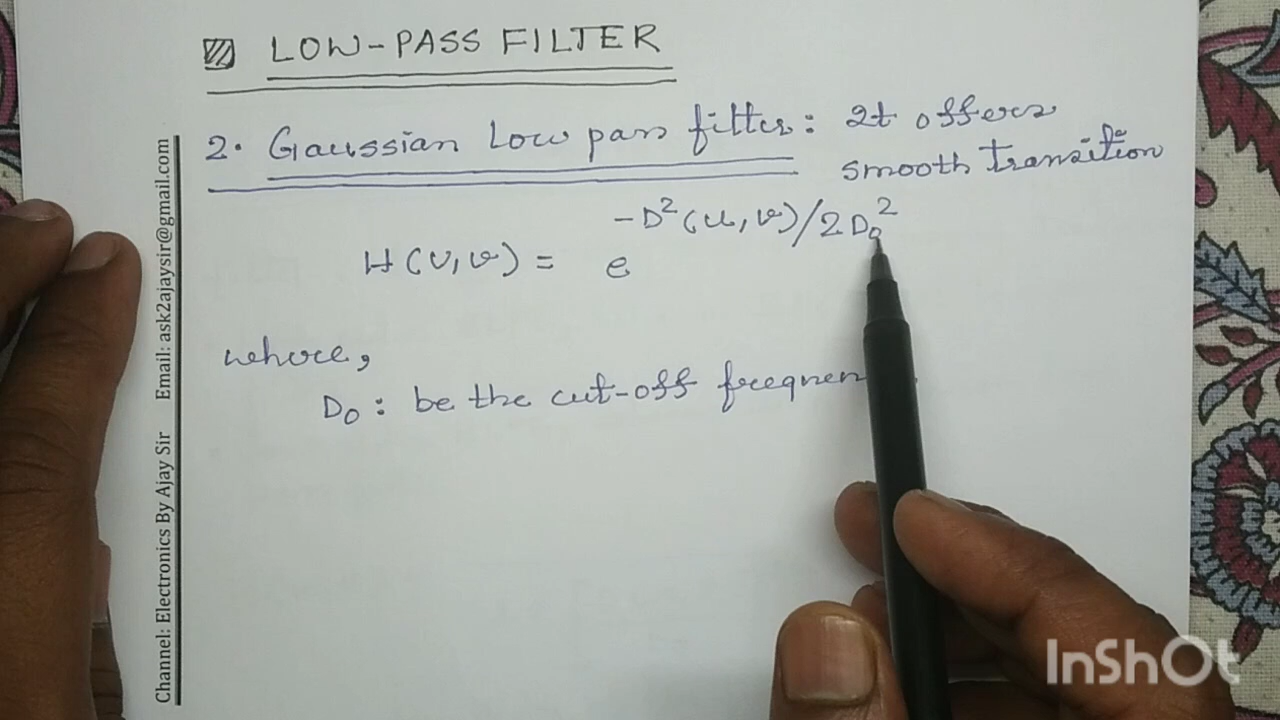 LOW-PASS FILTER
2. Gaussian Low pass filter: It offers
smooth transition
H(U,v) = e^{-D²(u,v)/2D₀²}
where,
D₀: be the cut-off frequen
Channel: Electronics By Ajay Sir Email: ask2ajaysir@gmail.com
InShOt